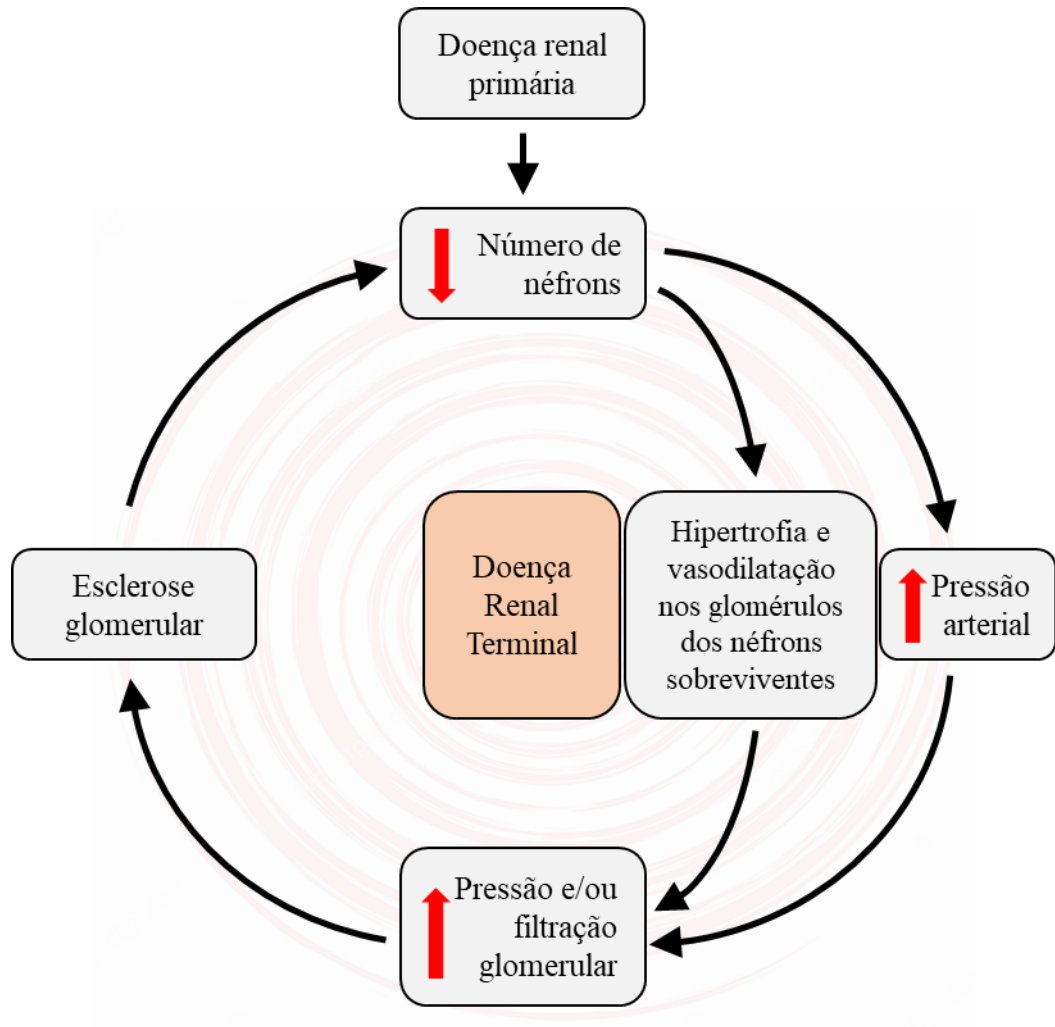 Doença renal
primária
Número de
néfrons
Hipertrofia e
vasodilatação
nos glomérulos
dos néfrons
sobreviventes
Doença
Renal
Terminal
Pressão
arterial
Esclerose
glomerular
Pressão e/ou
filtração
glomerular